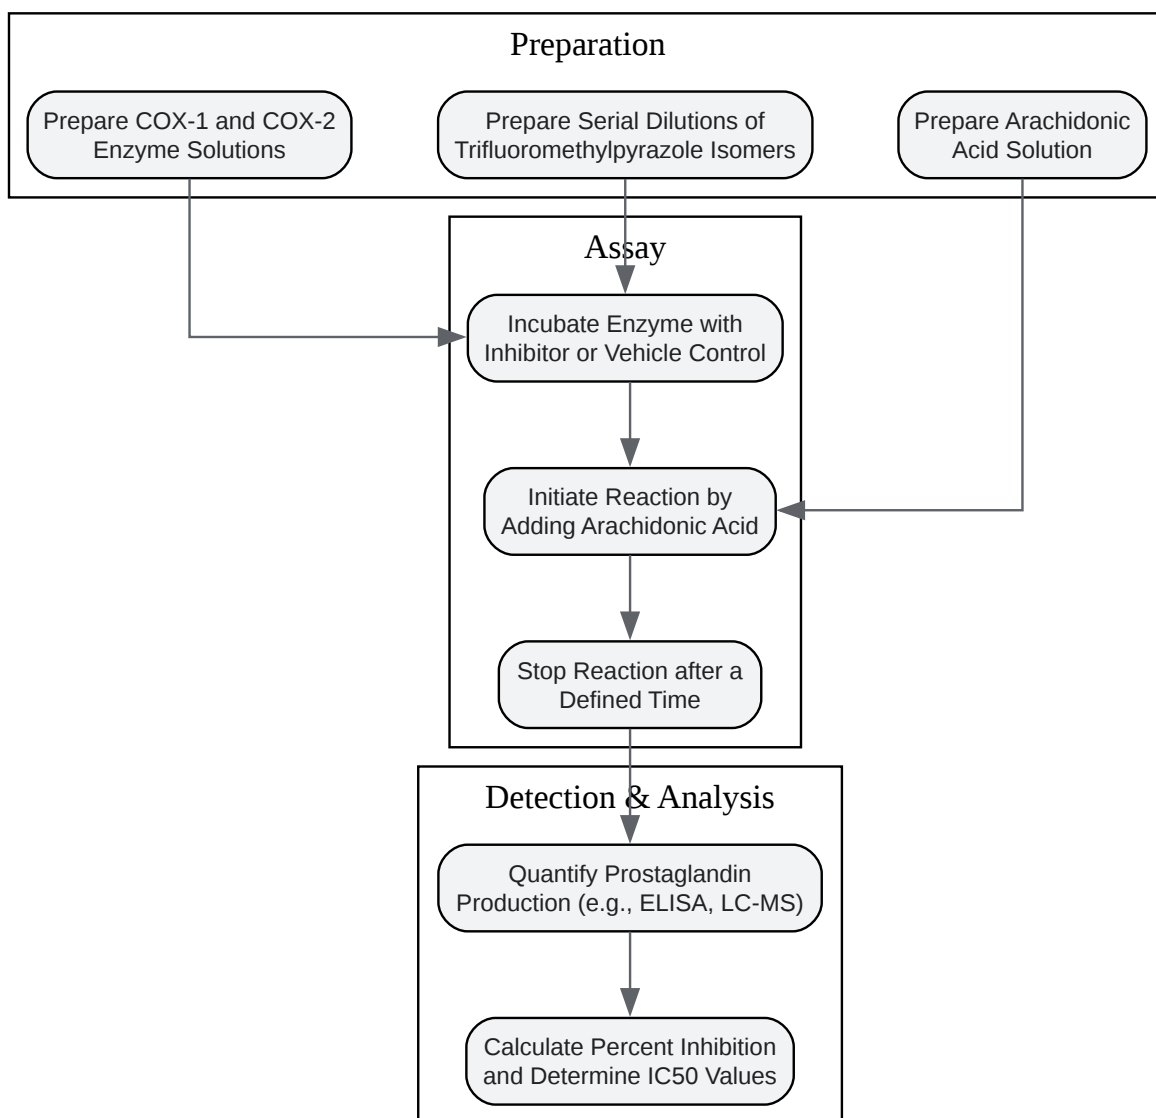 Preparation
Prepare COX-1 and COX-2
Enzyme Solutions
Prepare Serial Dilutions of
Trifluoromethylpyrazole Isomers
Prepare Arachidonic
Acid Solution
Assay
Incubate Enzyme with
Inhibitor or Vehicle Control
Initiate Reaction by
Adding Arachidonic Acid
Stop Reaction after a
Defined Time
Detection & Analysis
Quantify Prostaglandin
Production (e.g., ELISA, LC-MS)
Calculate Percent Inhibition
and Determine IC50 Values